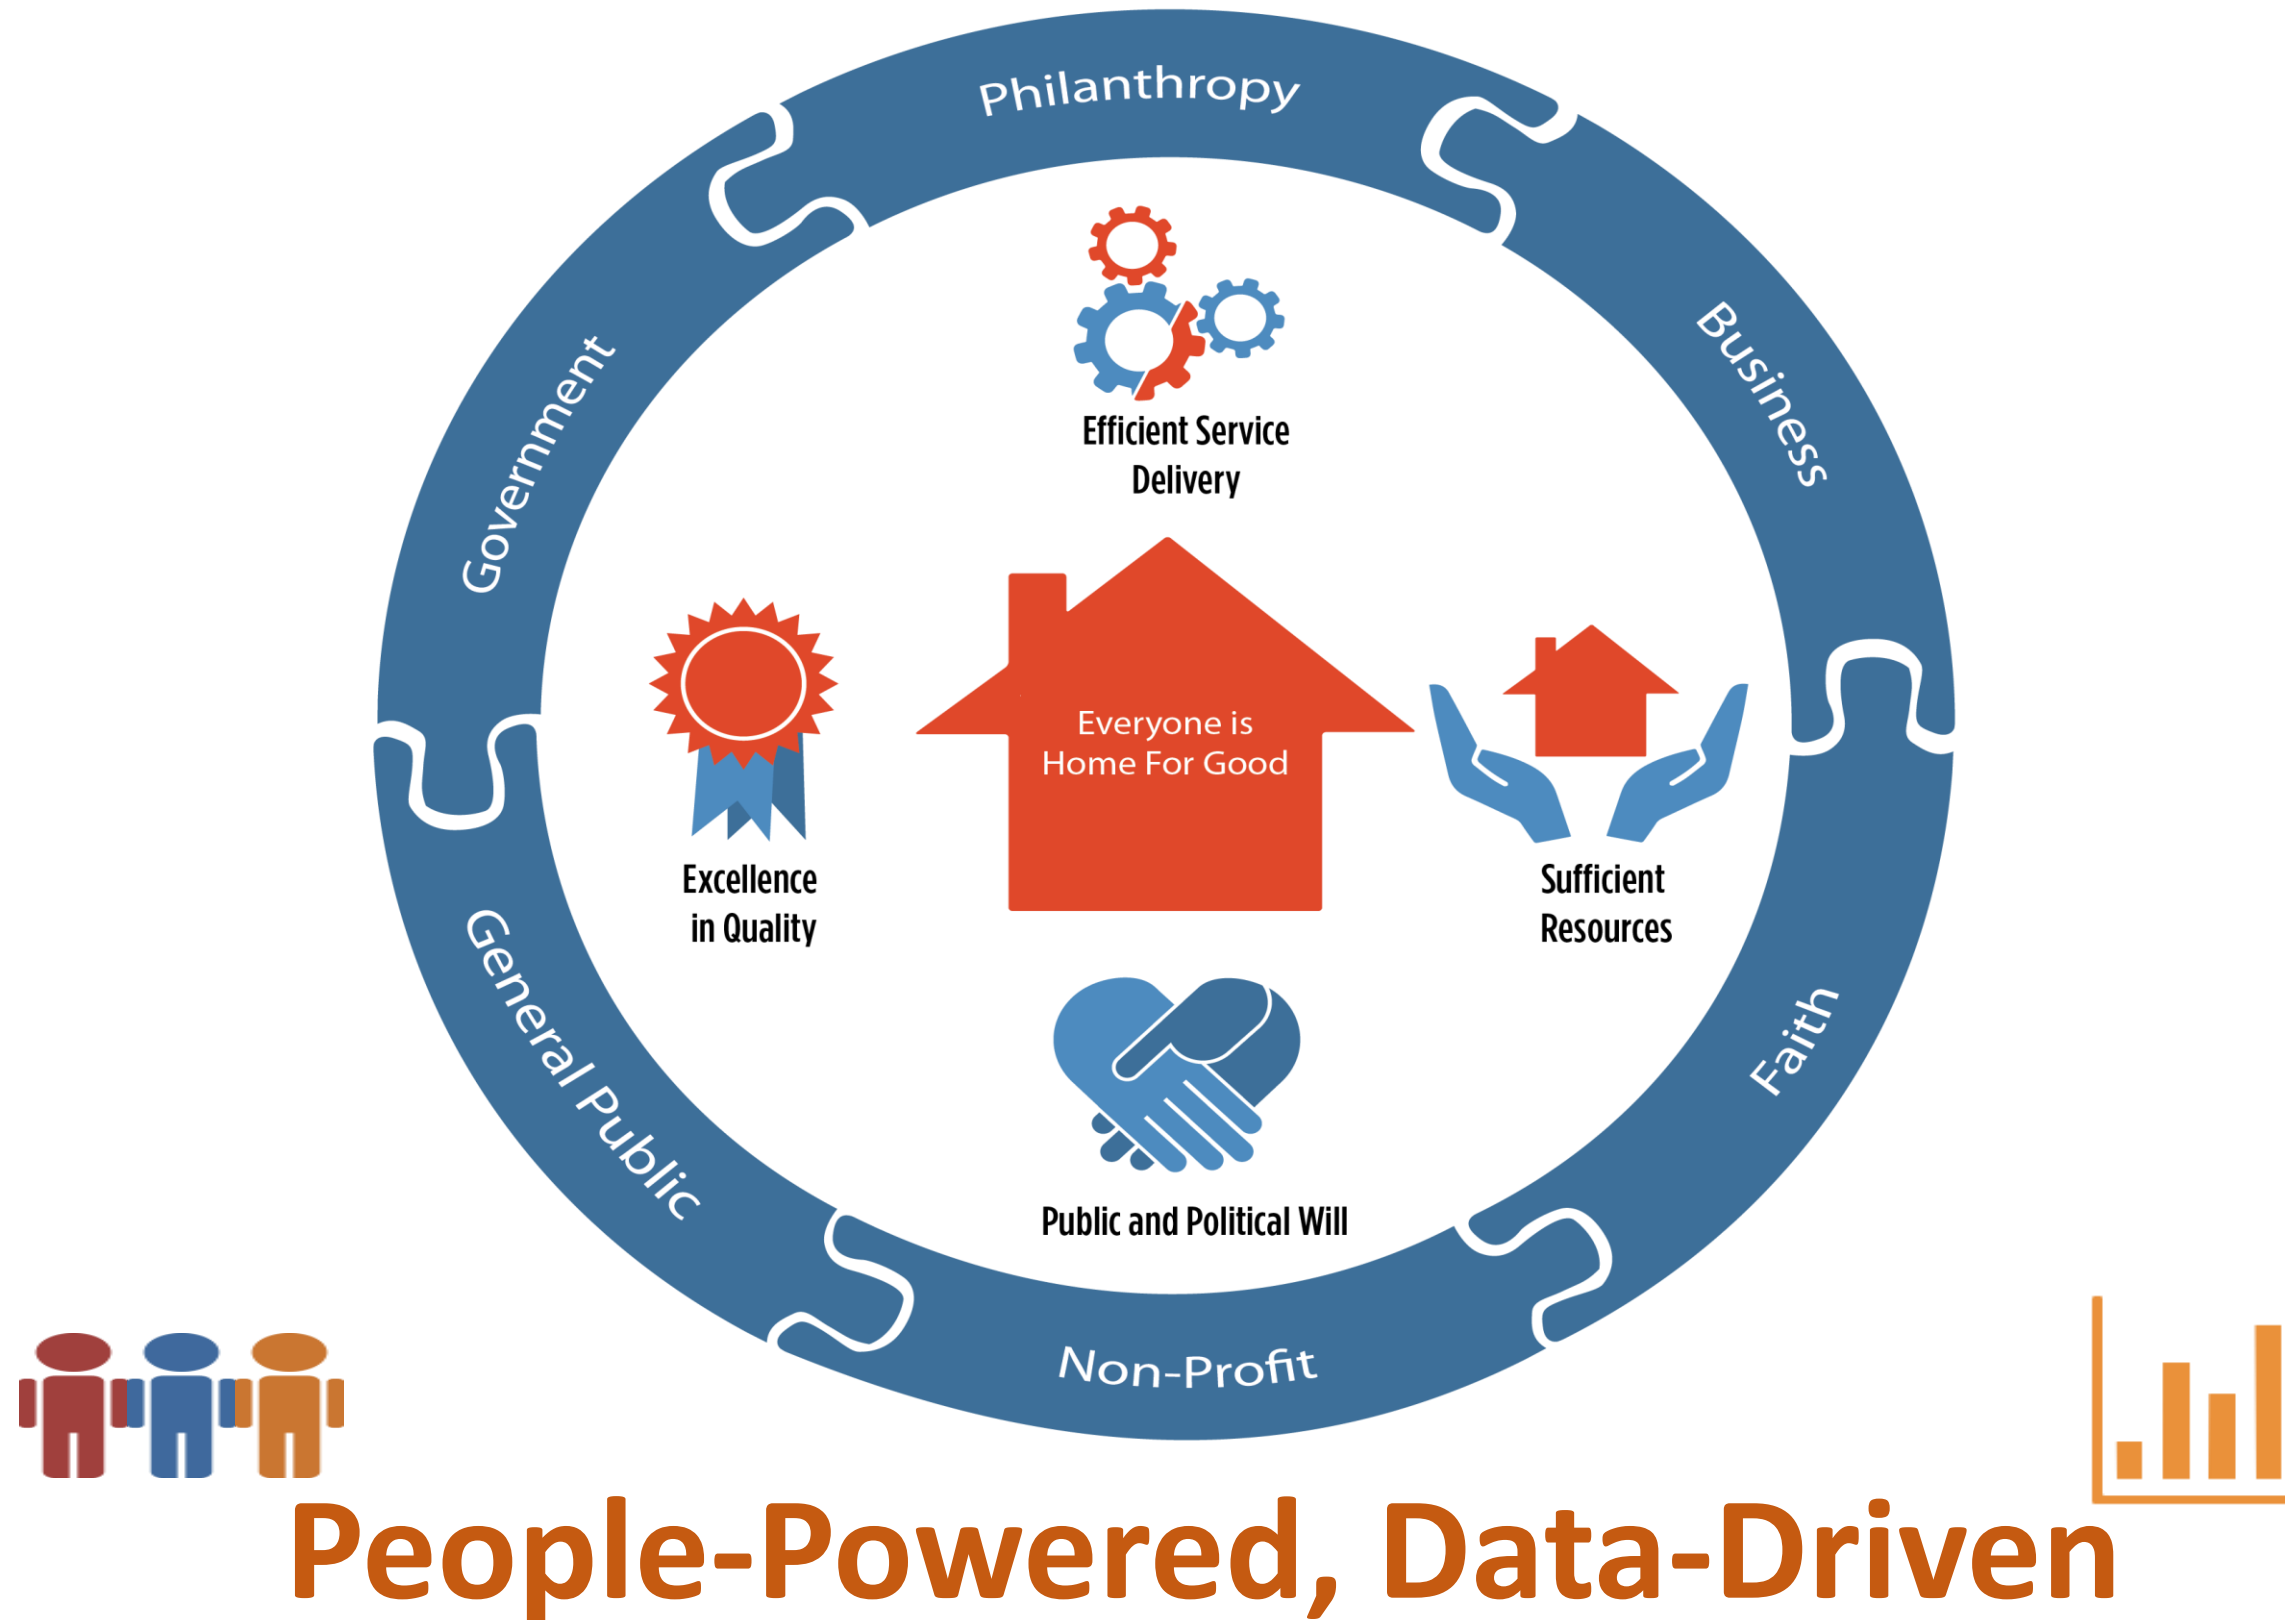 Philanthropy
Business
Government
Efficient Service
Delivery
Everyone is
Home For Good
Excellence
in Quality
Sufficient
Resources
Faith
General Public
Public and Political Will
Non-Profit
People-Powered, Data-Driven